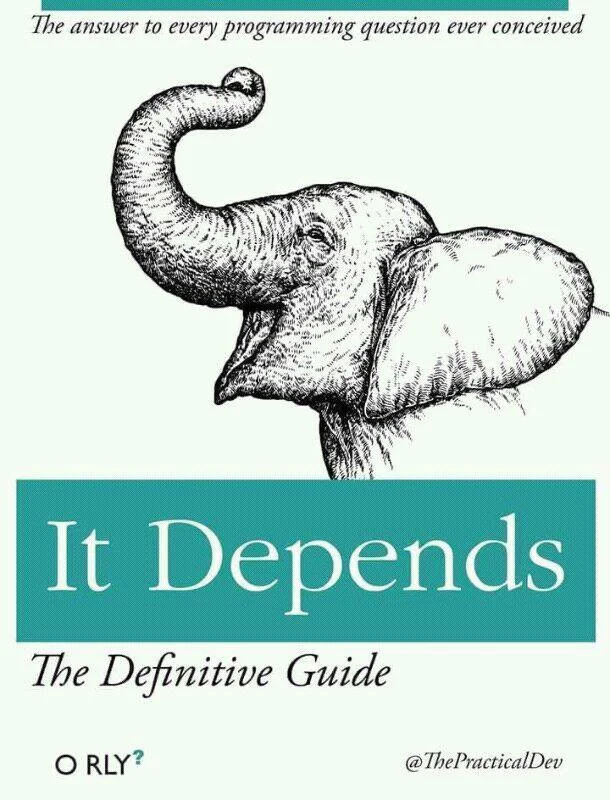 The answer to every programming question ever conceived
It Depends
The Definitive Guide
O RLY?
@ThePracticalDev